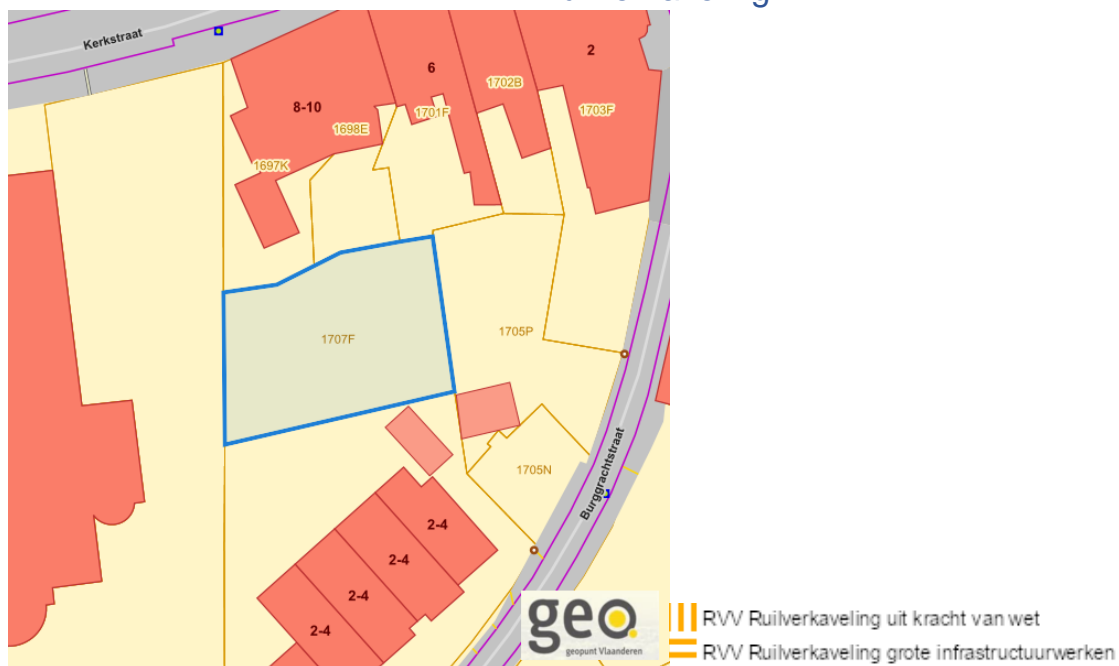 Kerkstraat
2
6
1702B
8-10
1701F
1703F
1698E
1697K
1707F
1705P
1705N
Burggrachtstraat
2-4
2-4
2-4
2-4
geo
geopunt Vlaanderen
RVV Ruilverkaveling uit kracht van wet
RVV Ruilverkaveling grote infrastructuurwerken